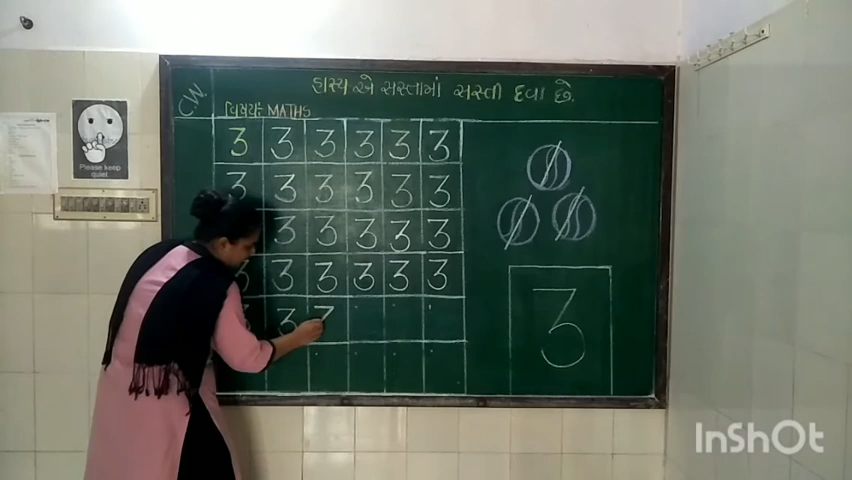 હાસ્ય એ સસ્તામાં સસ્તી દવા છે.
C.W.
વિષય: MATHS
3 3 3 3 3 3
3 3 3 3 3 3
3 3 3 3 3
3 3 3 3 3 3
3 3
3
Please keep
quiet
InShOt